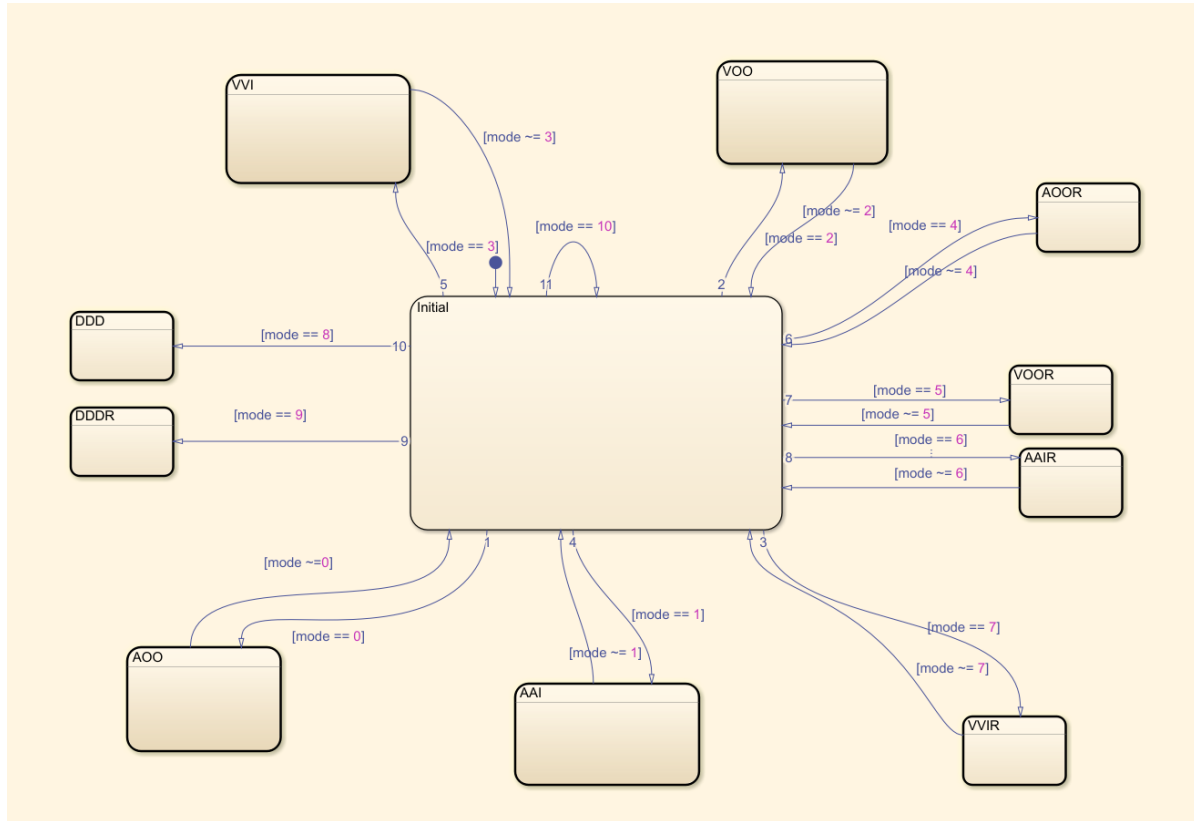 VOO
VVI
[mode ~= 3]
AOOR
[mode ~= 2]
[mode == 10]
[mode == 4]
[mode == 2]
[mode == 3]
[mode ~= 4]
5
11
2
Initial
DDD
[mode == 8]
6
10
VOOR
[mode == 5]
7
DDDR
[mode == 9]
[mode ~= 5]
9
[mode == 6]
8
AAIR
[mode ~= 6]
1
4
3
[mode ~=0]
[mode == 1]
[mode == 7]
[mode == 0]
AOO
[mode ~= 1]
[mode ~= 7]
AAI
VVIR